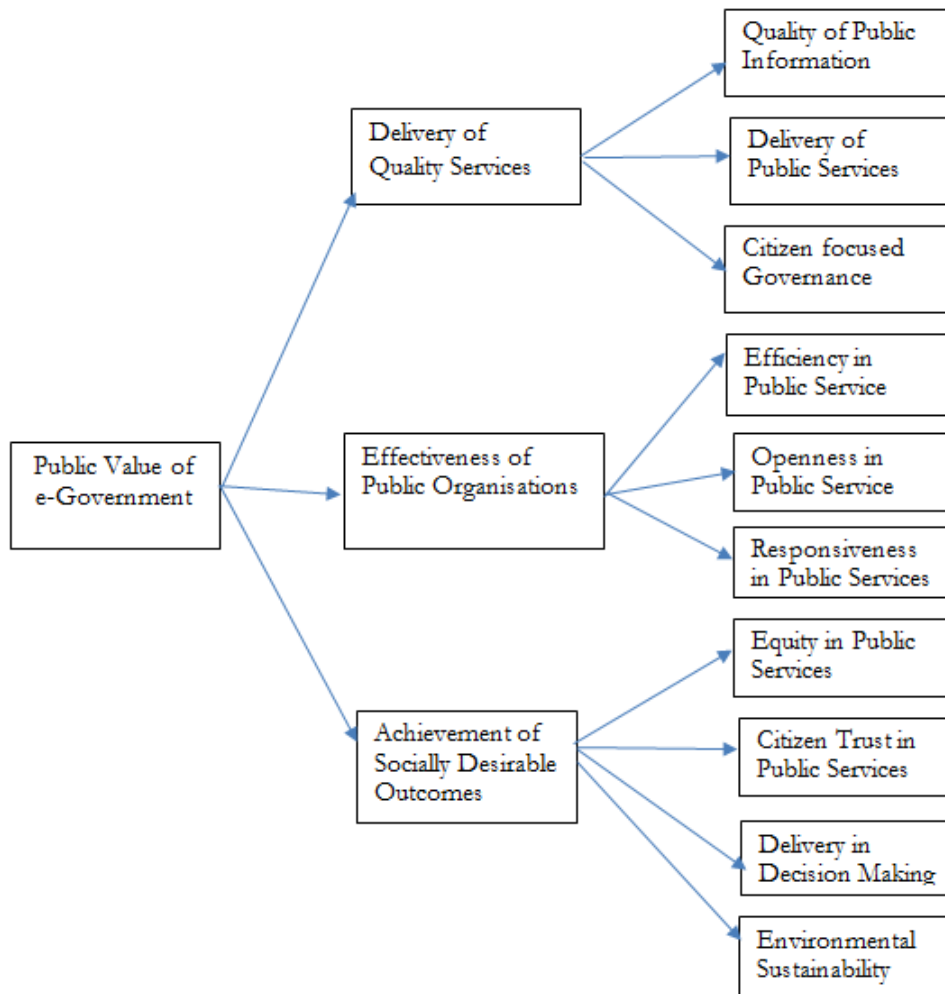 Quality of Public
Information
Delivery of
Quality Services
Delivery of
Public Services
Citizen focused
Governance
Efficiency in
Public Service
Public Value of
e-Government
Effectiveness of
Public Organisations
Openness in
Public Service
Responsiveness
in Public Services
Equity in Public
Services
Achievement of
Socially Desirable
Outcomes
Citizen Trust in
Public Services
Delivery in
Decision Making
Environmental
Sustainability